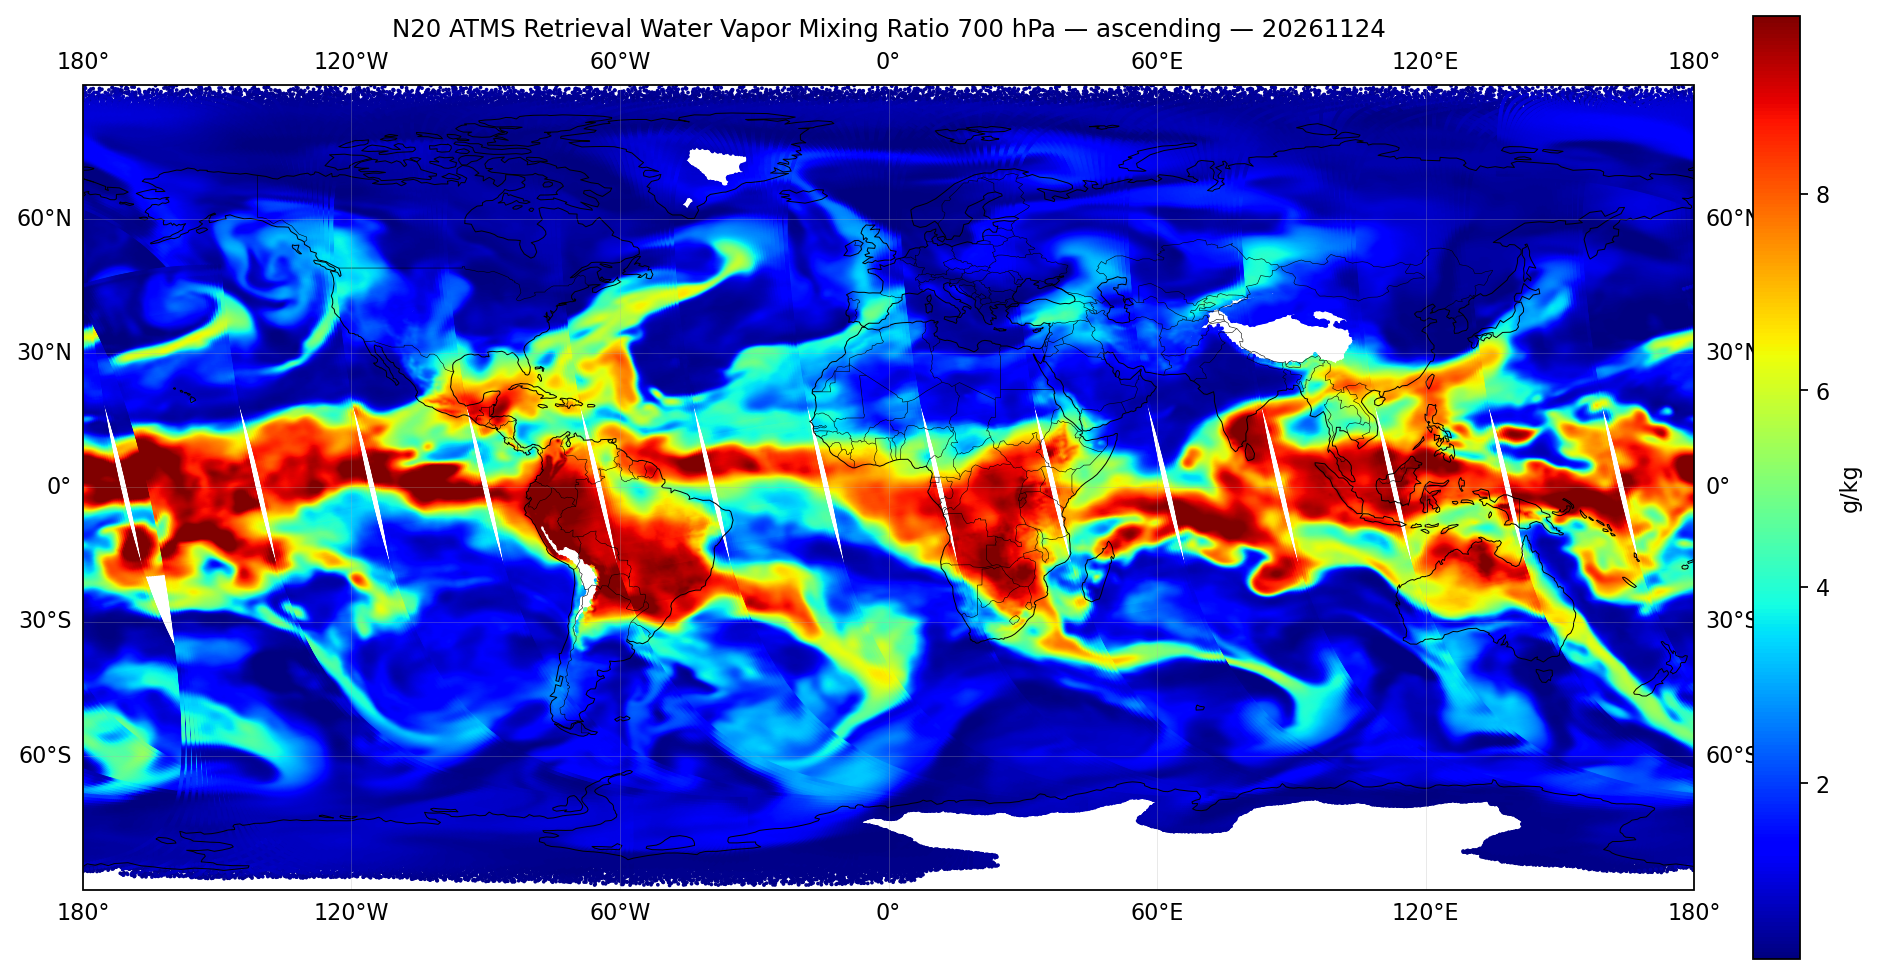 N20 ATMS Retrieval Water Vapor Mixing Ratio 700 hPa — ascending — 20261124
180° 120°W 60°W 0° 60°E 120°E 180°
60°N 60°N
30°N 30°N
0° 0°
30°S 30°S
60°S 60°S
180° 120°W 60°W 0° 60°E 120°E 180°
8
6
4
2
g/kg